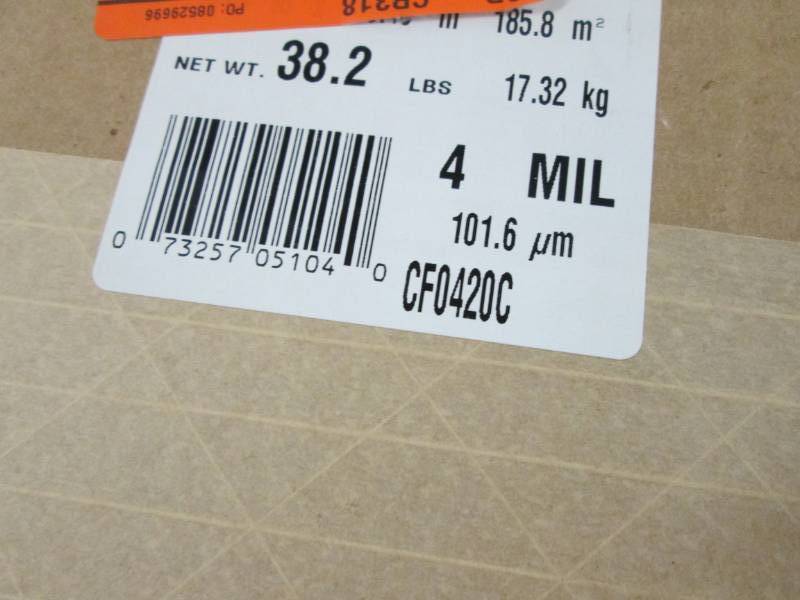 PO: 08529696
CR318
m 185.8 m²
NET WT. 38.2 LBS 17.32 kg
4 MIL
101.6 µm
CF0420C
0 73257 05104 0